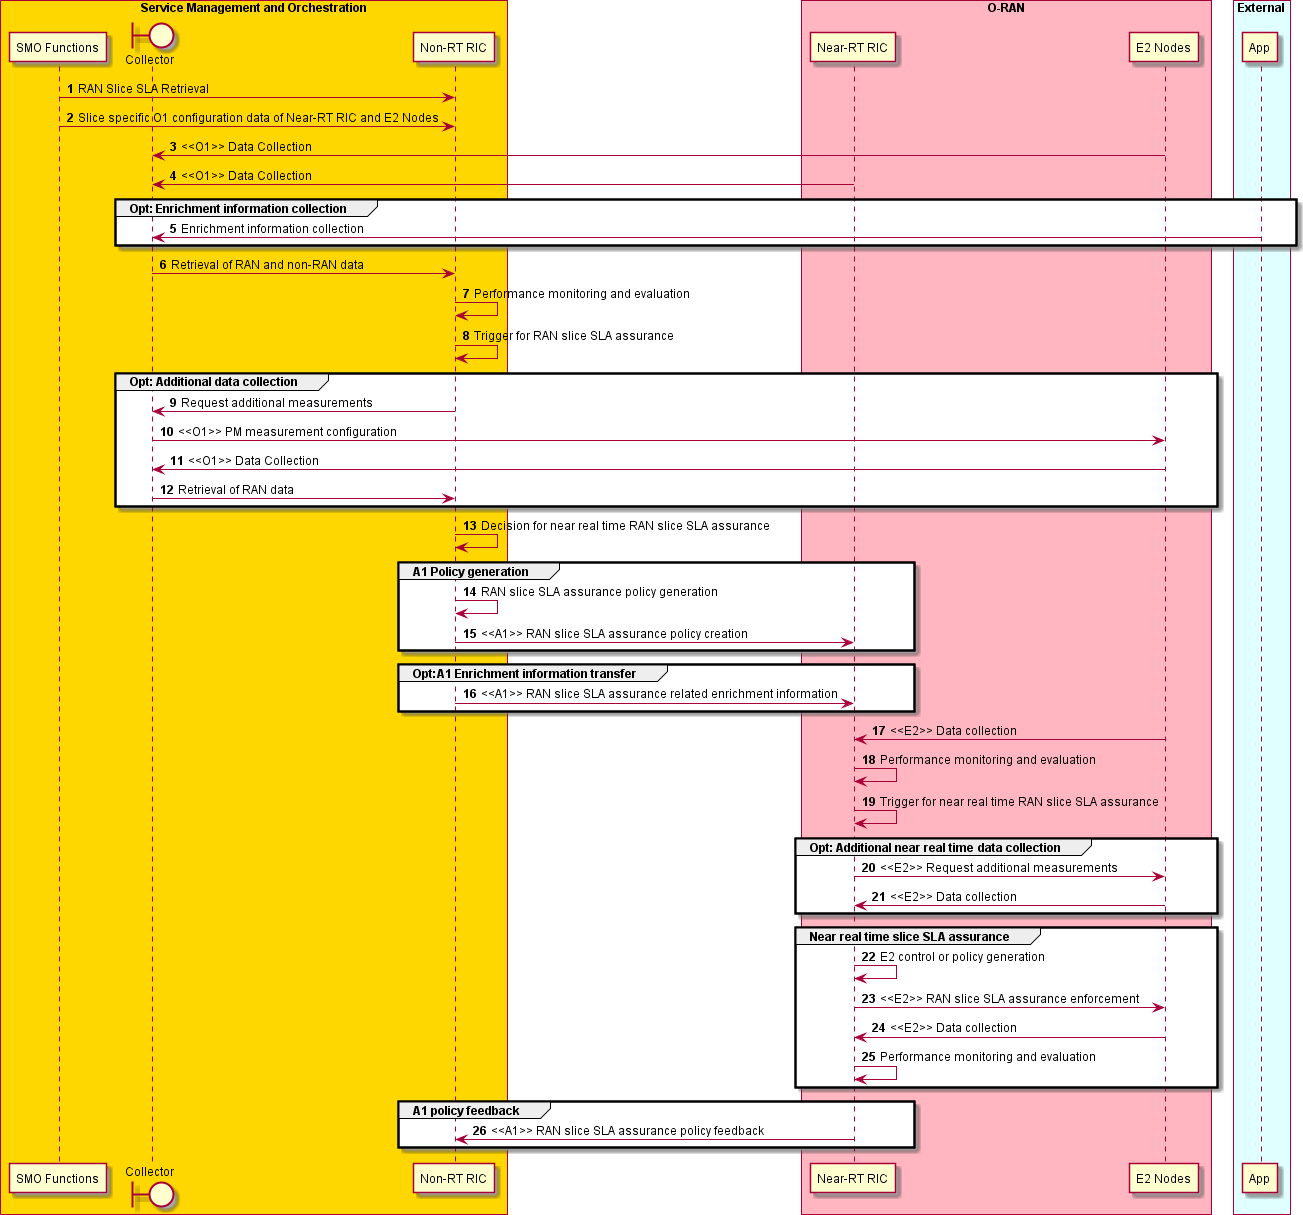 Service Management and Orchestration
O-RAN
External
SMO Functions
Collector
Non-RT RIC
Near-RT RIC
E2 Nodes
App
1 RAN Slice SLA Retrieval
2 Slice specific O1 configuration data of Near-RT RIC and E2 Nodes
3 <<O1>> Data Collection
4 <<O1>> Data Collection
Opt: Enrichment information collection
5 Enrichment information collection
6 Retrieval of RAN and non-RAN data
7 Performance monitoring and evaluation
8 Trigger for RAN slice SLA assurance
Opt: Additional data collection
9 Request additional measurements
10 <<O1>> PM measurement configuration
11 <<O1>> Data Collection
12 Retrieval of RAN data
13 Decision for near real time RAN slice SLA assurance
A1 Policy generation
14 RAN slice SLA assurance policy generation
15 <<A1>> RAN slice SLA assurance policy creation
Opt:A1 Enrichment information transfer
16 <<A1>> RAN slice SLA assurance related enrichment information
17 <<E2>> Data collection
18 Performance monitoring and evaluation
19 Trigger for near real time RAN slice SLA assurance
Opt: Additional near real time data collection
20 <<E2>> Request additional measurements
21 <<E2>> Data collection
Near real time slice SLA assurance
22 E2 control or policy generation
23 <<E2>> RAN slice SLA assurance enforcement
24 <<E2>> Data collection
25 Performance monitoring and evaluation
A1 policy feedback
26 <<A1>> RAN slice SLA assurance policy feedback
SMO Functions
Collector
Non-RT RIC
Near-RT RIC
E2 Nodes
App